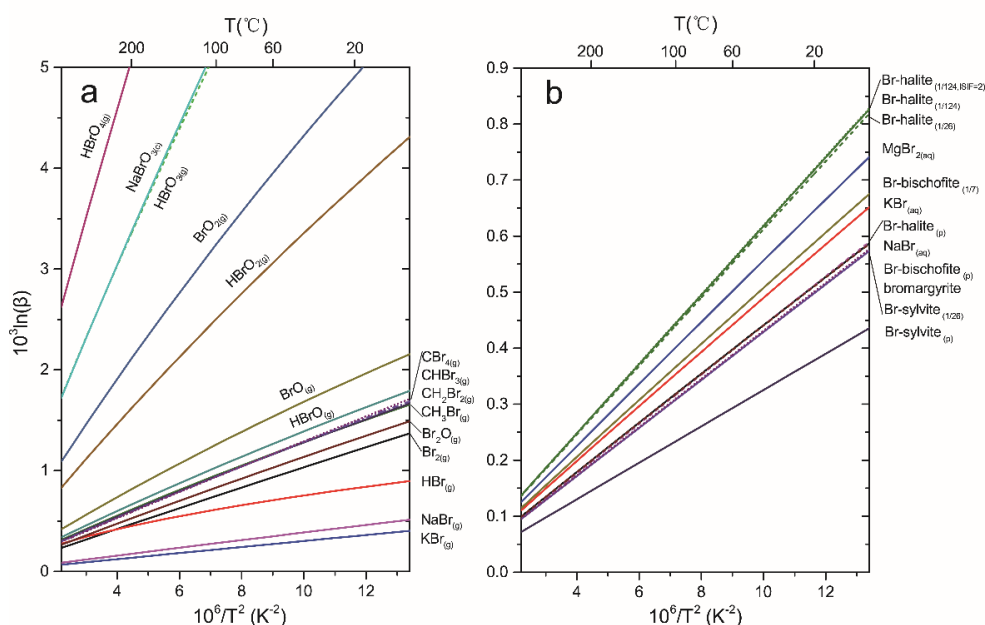 T(℃)
200
100
60
20
a
5
4
3
2
1
0
10³ln(β)
HBrO₄₍g₎
NaBrO₃₍c₎
HBrO₃₍g₎
BrO₂₍g₎
HBrO₂₍g₎
BrO₍g₎
HBrO₍g₎
CBr₄₍g₎
CHBr₃₍g₎
CH₂Br₂₍g₎
CH₃Br₍g₎
Br₂O₍g₎
Br₂₍g₎
HBr₍g₎
NaBr₍g₎
KBr₍g₎
4 6 8 10 12
10⁶/T² (K⁻²)
T(℃)
200
100
60
20
b
0.9
0.8
0.7
0.6
0.5
0.4
0.3
0.2
0.1
0.0
Br-halite (1/124,ISIF=2)
Br-halite (1/124)
Br-halite (1/26)
MgBr₂(aq)
Br-bischofite (1/7)
KBr(aq)
Br-halite (p)
NaBr(aq)
Br-bischofite (p)
bromargyrite
Br-sylvite (1/26)
Br-sylvite (p)
4 6 8 10 12
10⁶/T² (K⁻²)